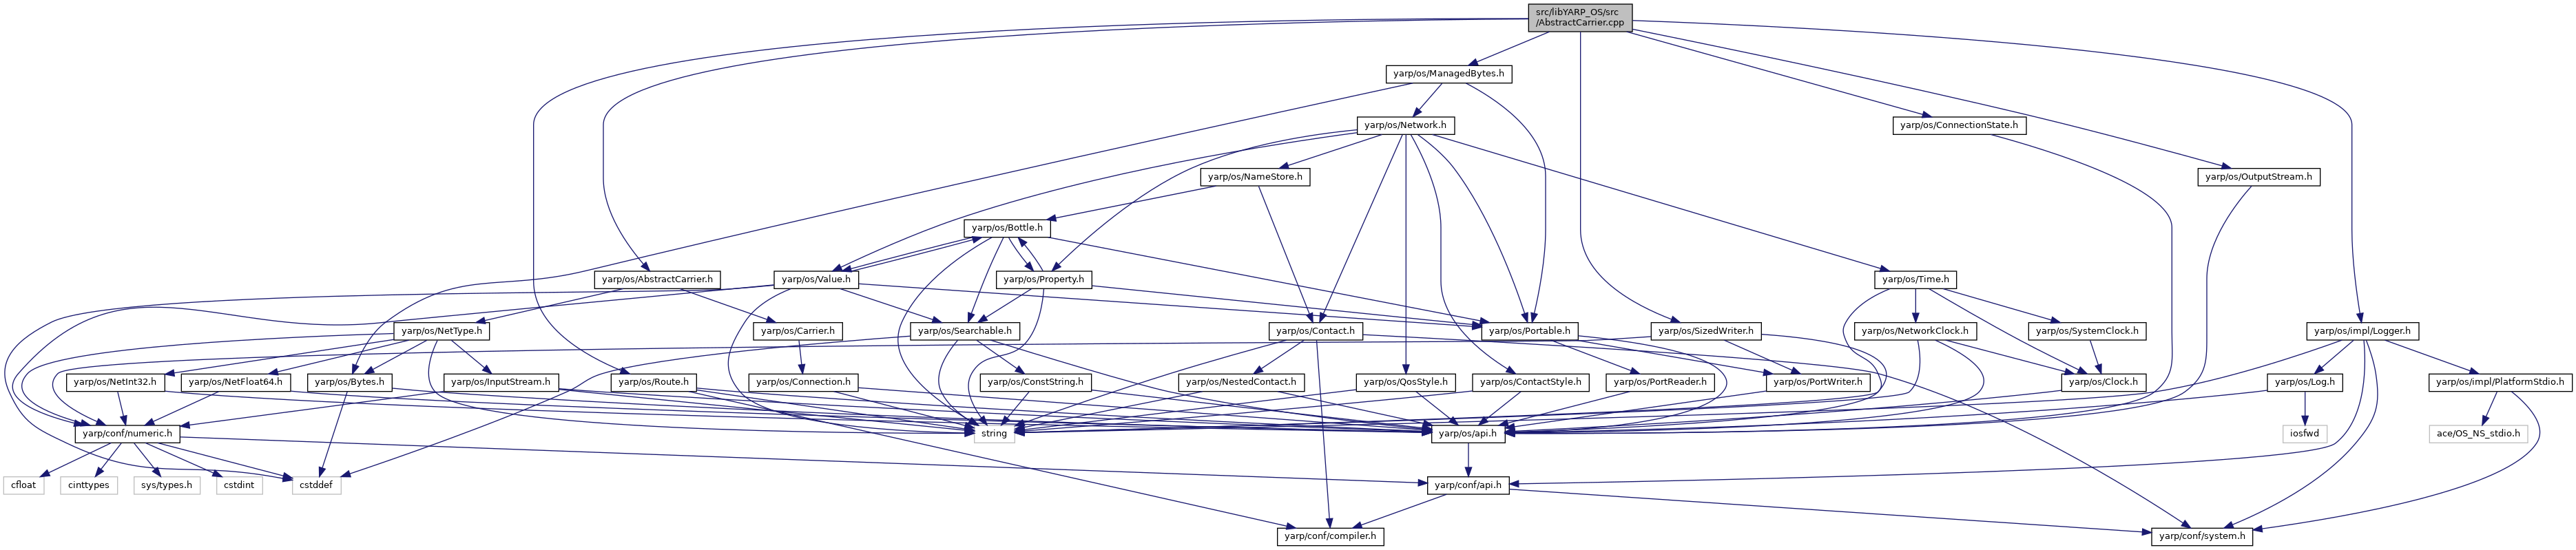 src/libYARP_OS/src
/AbstractCarrier.cpp
yarp/os/ManagedBytes.h
yarp/os/Network.h
yarp/os/ConnectionState.h
yarp/os/NameStore.h
yarp/os/OutputStream.h
yarp/os/Bottle.h
yarp/os/AbstractCarrier.h
yarp/os/Value.h
yarp/os/Property.h
yarp/os/Time.h
yarp/os/NetType.h
yarp/os/Carrier.h
yarp/os/Searchable.h
yarp/os/Contact.h
yarp/os/Portable.h
yarp/os/SizedWriter.h
yarp/os/NetworkClock.h
yarp/os/SystemClock.h
yarp/os/impl/Logger.h
yarp/os/NetInt32.h
yarp/os/NetFloat64.h
yarp/os/Bytes.h
yarp/os/InputStream.h
yarp/os/Route.h
yarp/os/Connection.h
yarp/os/ConstString.h
yarp/os/NestedContact.h
yarp/os/QosStyle.h
yarp/os/ContactStyle.h
yarp/os/PortReader.h
yarp/os/PortWriter.h
yarp/os/Clock.h
yarp/os/Log.h
yarp/os/impl/PlatformStdio.h
yarp/conf/numeric.h
string
yarp/os/api.h
iosfwd
ace/OS_NS_stdio.h
cfloat
cinttypes
sys/types.h
cstdint
cstddef
yarp/conf/api.h
yarp/conf/compiler.h
yarp/conf/system.h